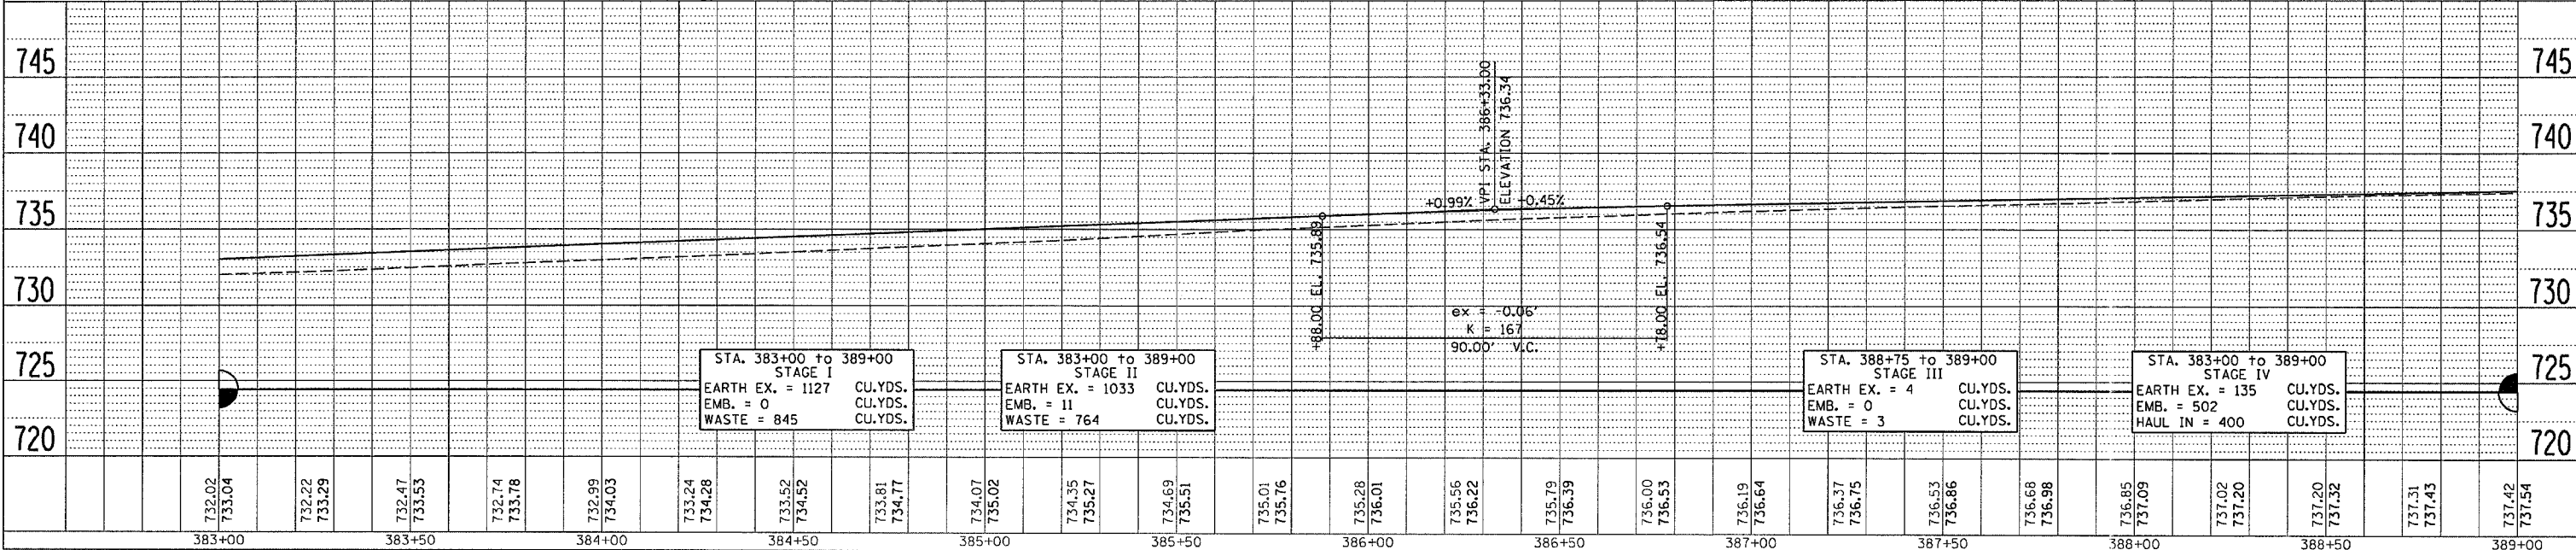 745
740
735
730
725
720
745
740
735
730
725
720
VPI STA. 386+33.00
ELEVATION 736.34
+0.99%
+0.45%
+88.00 EL. 735.89
+78.00 EL. 736.54
ex = -0.06'
K = 167
90.00' V.C.
STA. 383+00 to 389+00
STAGE I
EARTH EX. = 1127 CU.YDS.
EMB. = 0 CU.YDS.
WASTE = 845 CU.YDS.
STA. 383+00 to 389+00
STAGE II
EARTH EX. = 1033 CU.YDS.
EMB. = 11 CU.YDS.
WASTE = 764 CU.YDS.
STA. 388+75 to 389+00
STAGE III
EARTH EX. = 4 CU.YDS.
EMB. = 0 CU.YDS.
WASTE = 3 CU.YDS.
STA. 383+00 to 389+00
STAGE IV
EARTH EX. = 135 CU.YDS.
EMB. = 502 CU.YDS.
HAUL IN = 400 CU.YDS.
732.02
733.04
732.22
733.29
732.47
733.53
732.74
733.78
732.99
734.03
733.24
734.28
733.52
734.52
733.81
734.77
734.07
735.02
734.35
735.27
734.69
735.51
735.01
735.76
735.28
736.01
735.56
736.22
735.79
736.39
736.00
736.53
736.19
736.64
736.37
736.75
736.53
736.86
736.68
736.98
736.85
737.09
737.02
737.20
737.20
737.32
737.31
737.43
737.42
737.54
383+00
383+50
384+00
384+50
385+00
385+50
386+00
386+50
387+00
387+50
388+00
388+50
389+00